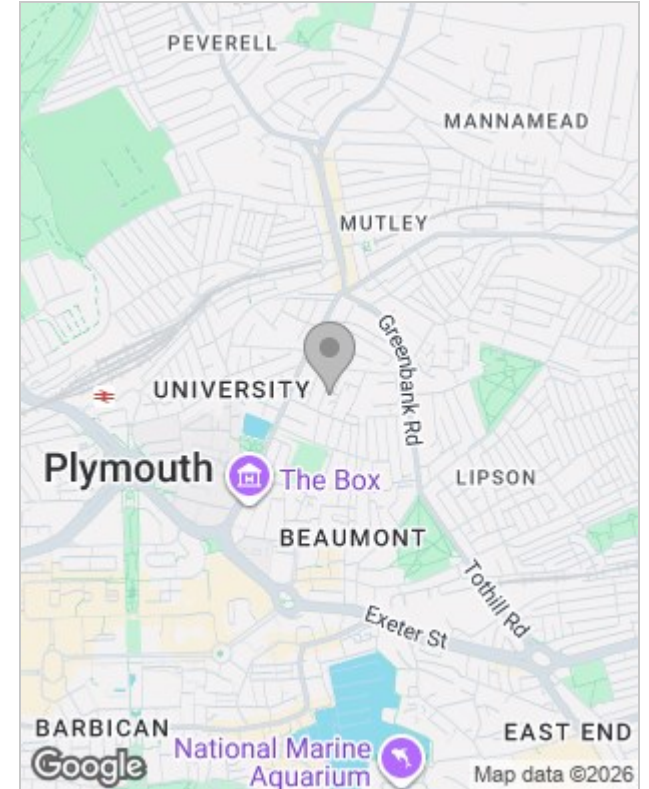 PEVERELL
MANNAMEAD
MUTLEY
Greenbank Rd
UNIVERSITY
Plymouth
The Box
LIPSON
BEAUMONT
Tothill Rd
Exeter St
BARBICAN
EAST END
National Marine
Aquarium
Google
Map data ©2026